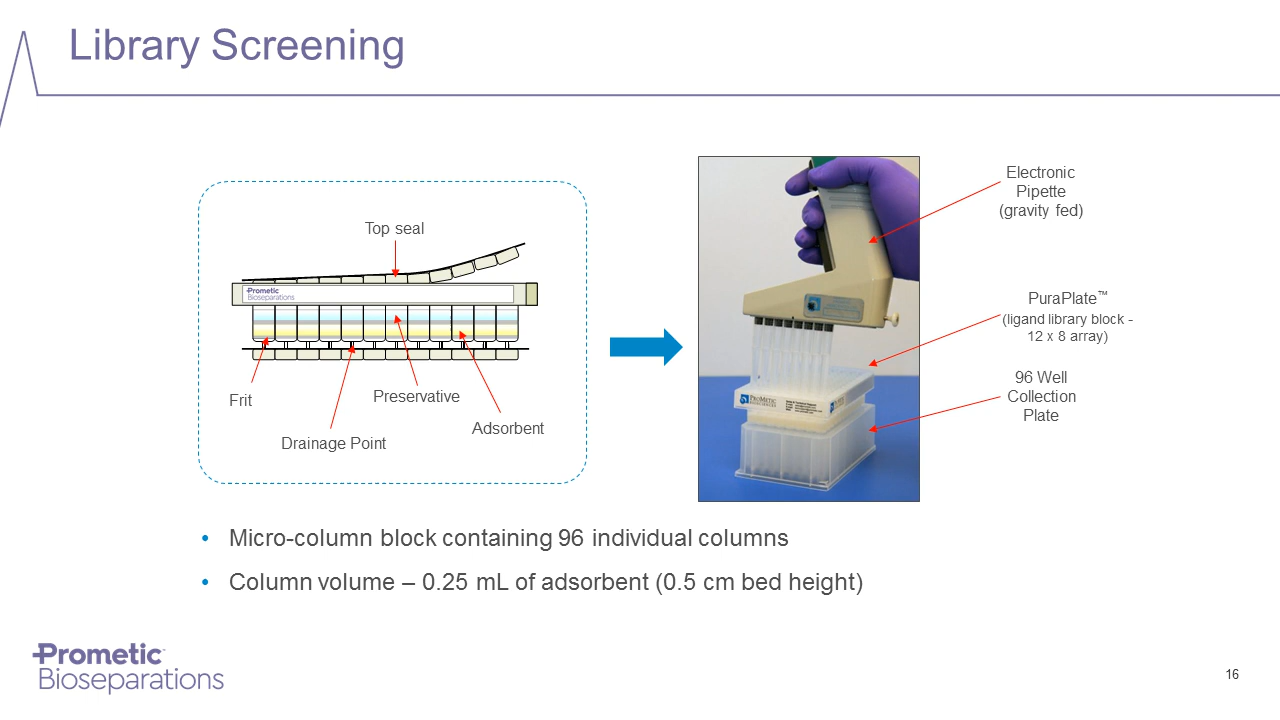 Library Screening
Top seal
Prometic
Bioseparations
Frit
Preservative
Adsorbent
Drainage Point
Electronic
Pipette
(gravity fed)
PuraPlate™
(ligand library block -
12 x 8 array)
96 Well
Collection
Plate
PROMETIC
• Micro-column block containing 96 individual columns
• Column volume – 0.25 mL of adsorbent (0.5 cm bed height)
Prometic
Bioseparations
16